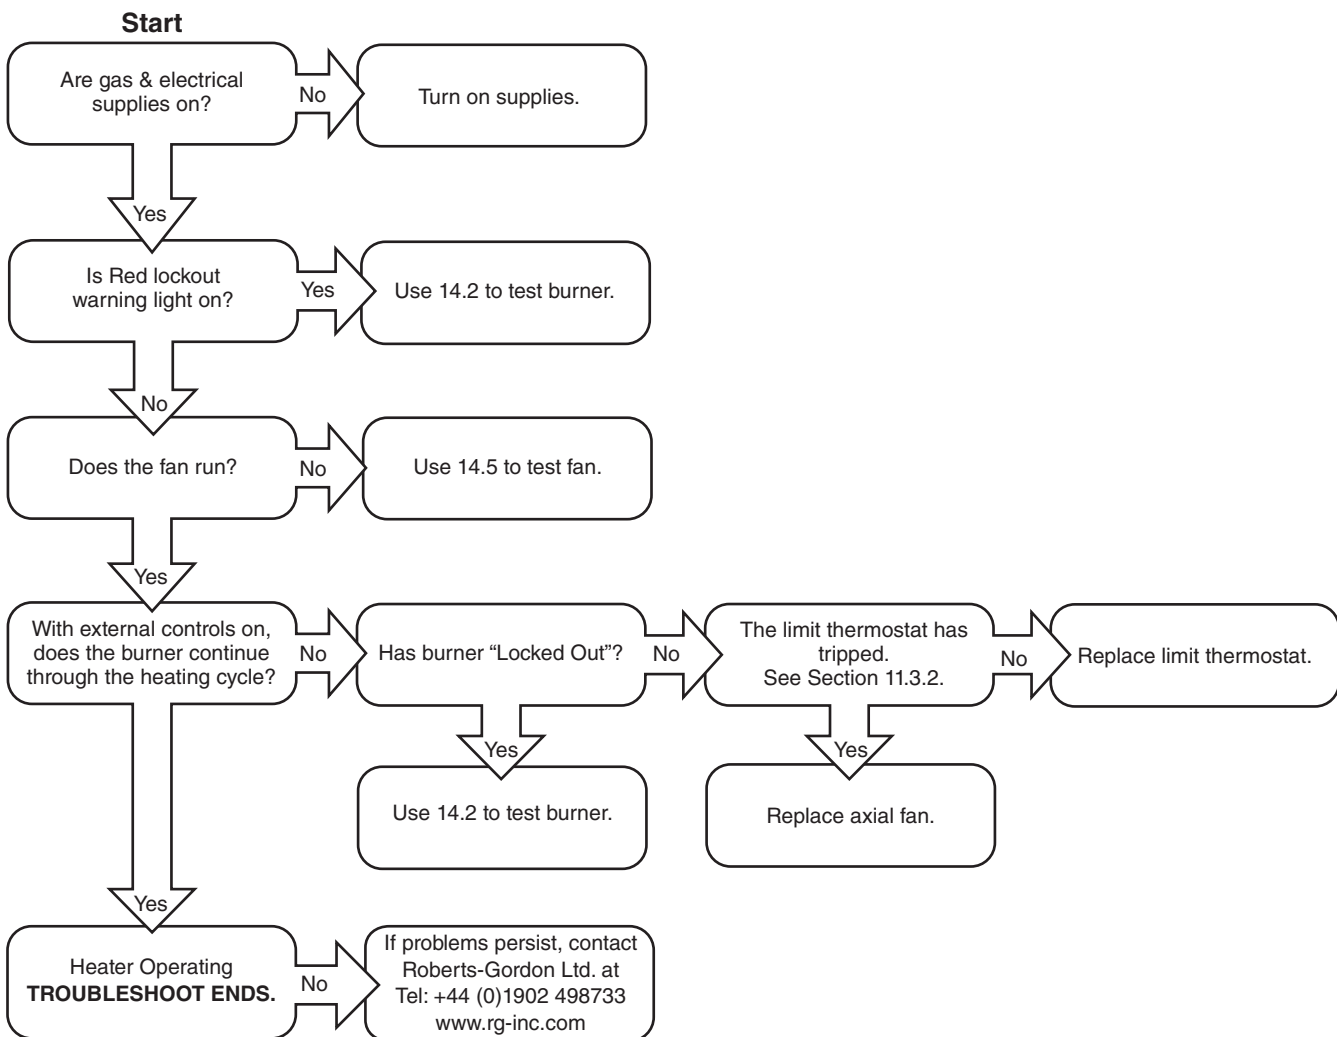 Start
Are gas & electrical
supplies on?
No
Turn on supplies.
Yes
Is Red lockout
warning light on?
Yes
Use 14.2 to test burner.
No
Does the fan run?
No
Use 14.5 to test fan.
Yes
With external controls on,
does the burner continue
through the heating cycle?
No
Has burner “Locked Out”?
No
The limit thermostat has
tripped.
See Section 11.3.2.
No
Replace limit thermostat.
Yes
Use 14.2 to test burner.
Yes
Replace axial fan.
Yes
Heater Operating
TROUBLESHOOT ENDS.
No
If problems persist, contact
Roberts-Gordon Ltd. at
Tel: +44 (0)1902 498733
www.rg-inc.com